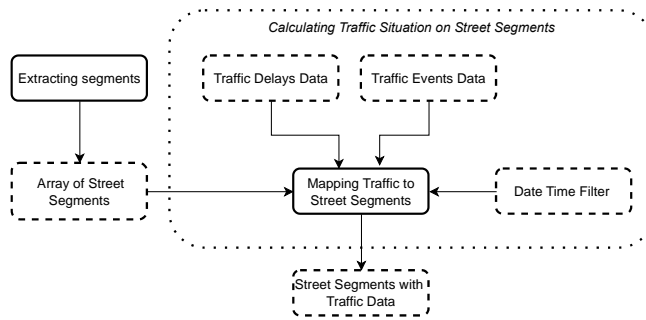 Calculating Traffic Situation on Street Segments
Extracting segments
Traffic Delays Data
Traffic Events Data
Array of Street
Segments
Mapping Traffic to
Street Segments
Date Time Filter
Street Segments with
Traffic Data